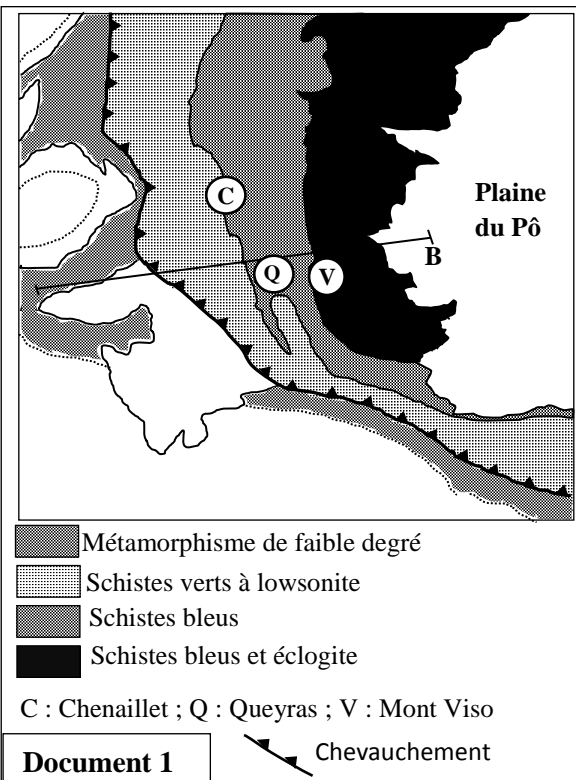 Plaine
du Pô
C
B
Q
V
Métamorphisme de faible degré
Schistes verts à lowsonite
Schistes bleus
Schistes bleus et éclogite
C : Chenaillet ; Q : Queyras ; V : Mont Viso
Document 1
Chevauchement